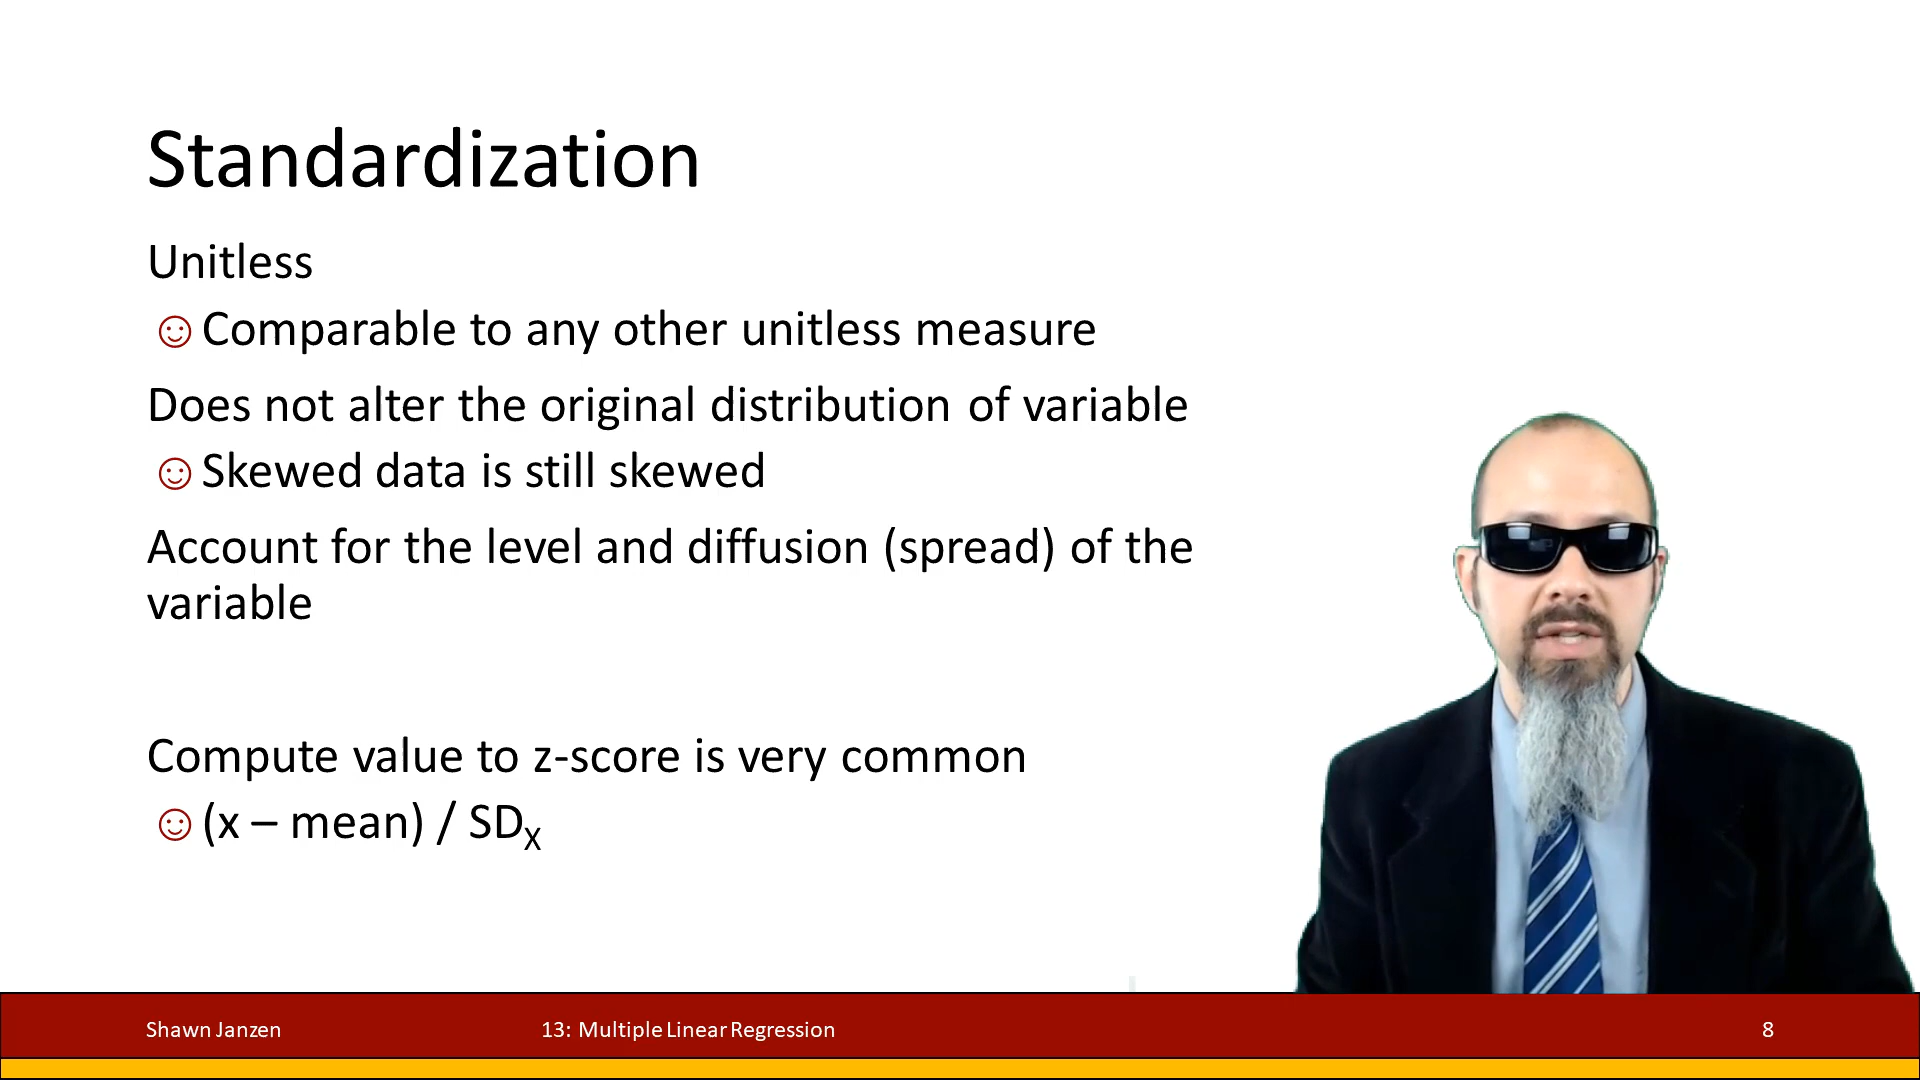 Standardization
Unitless
☺Comparable to any other unitless measure
Does not alter the original distribution of variable
☺Skewed data is still skewed
Account for the level and diffusion (spread) of the
variable
Compute value to z-score is very common
☺(x – mean) / SDX
Shawn Janzen
13: Multiple Linear Regression
8